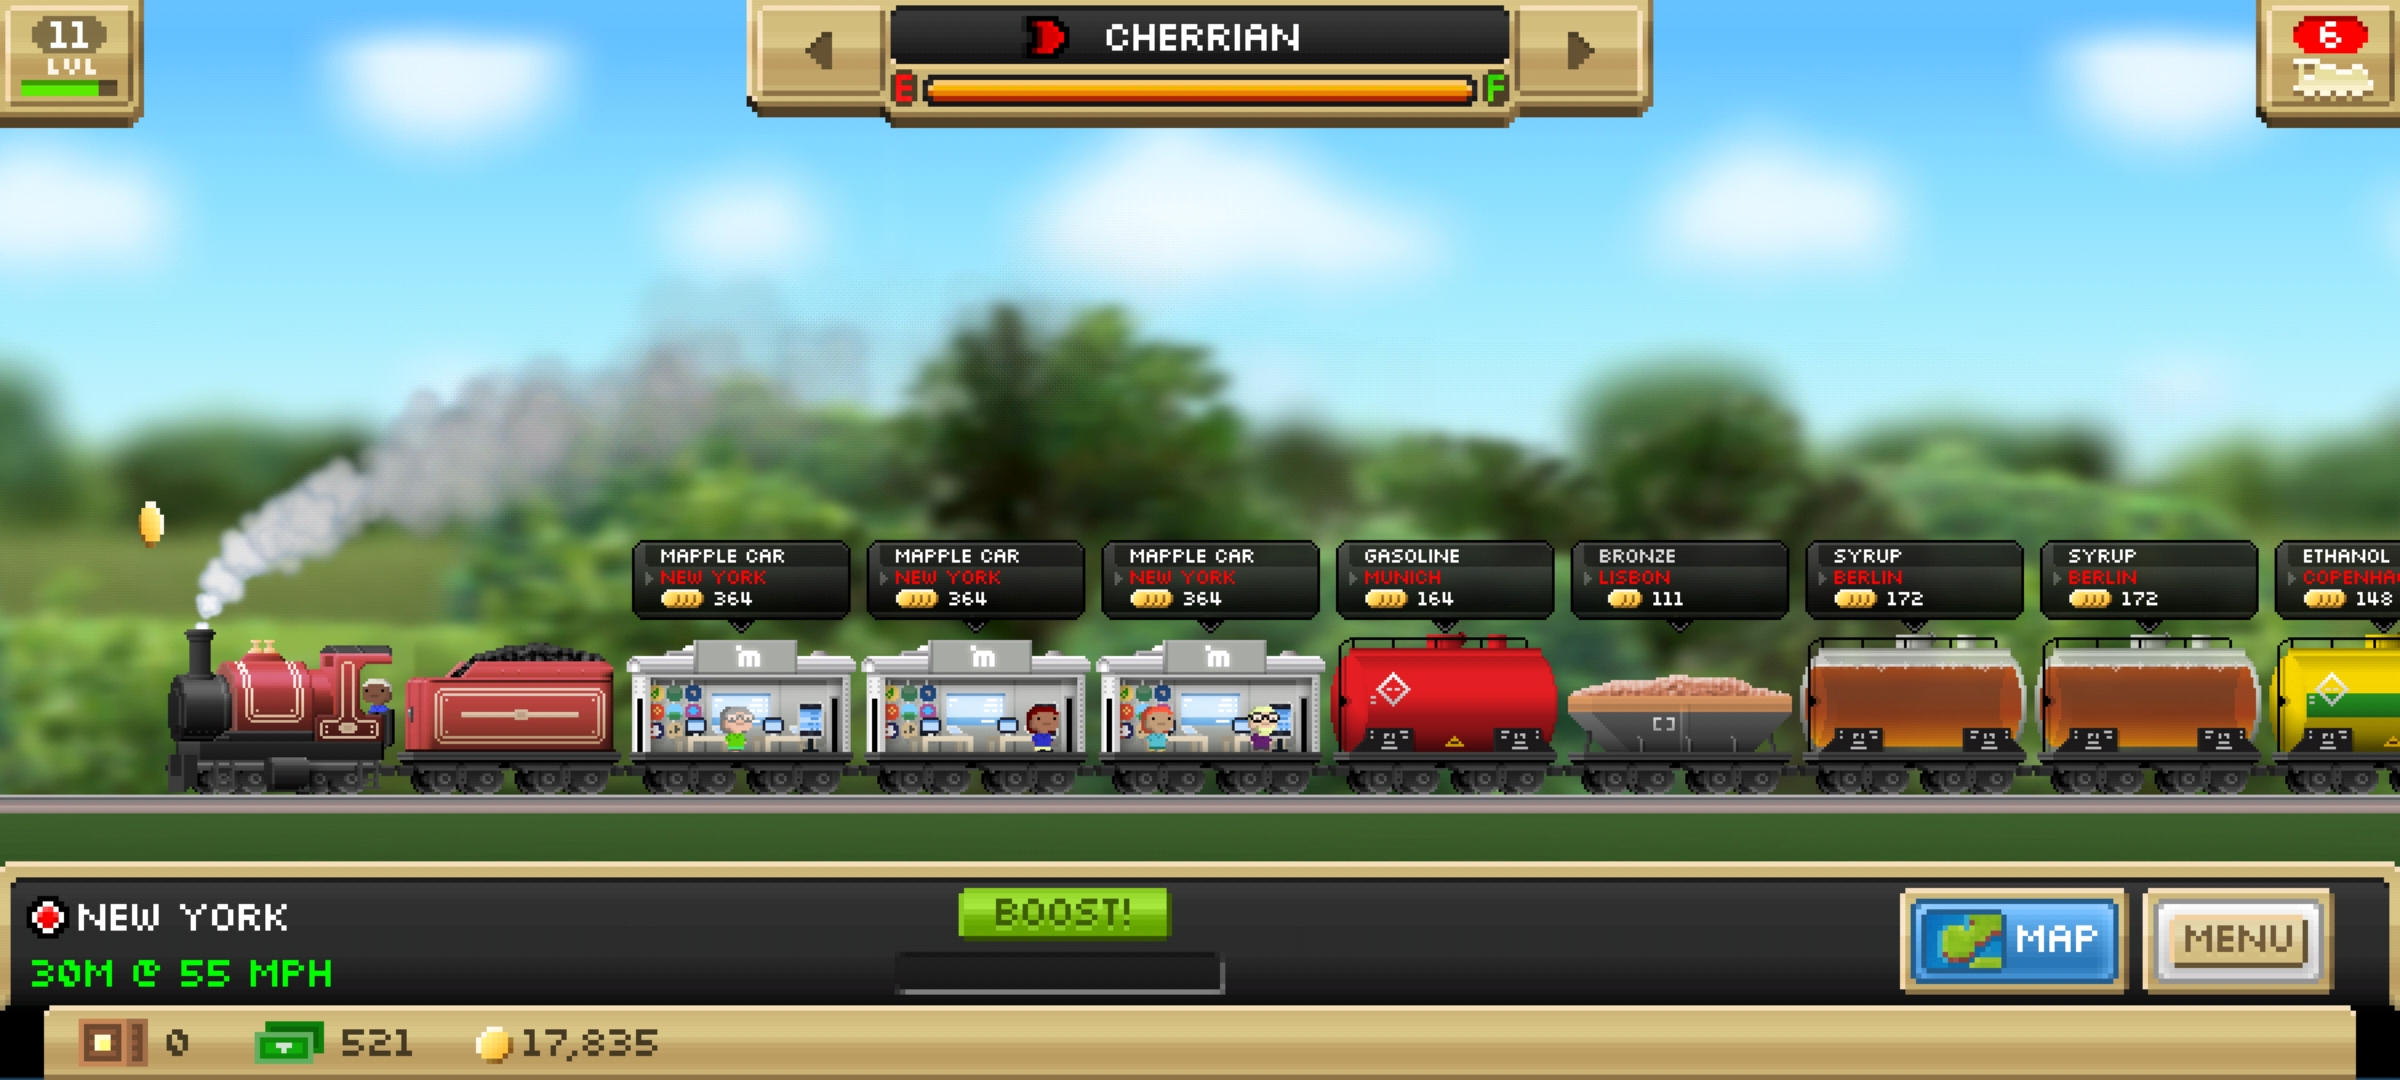 11
LVL
CHERRIAN
E
F
6
MAPPLE CAR
NEW YORK
364
MAPPLE CAR
NEW YORK
364
MAPPLE CAR
NEW YORK
364
GASOLINE
MUNICH
164
BRONZE
LISBON
111
SYRUP
BERLIN
172
SYRUP
BERLIN
172
ETHANOL
COPENHA
148
m
m
m
NEW YORK
30M @ 55 MPH
BOOST!
MAP
MENU
0
521
17,835